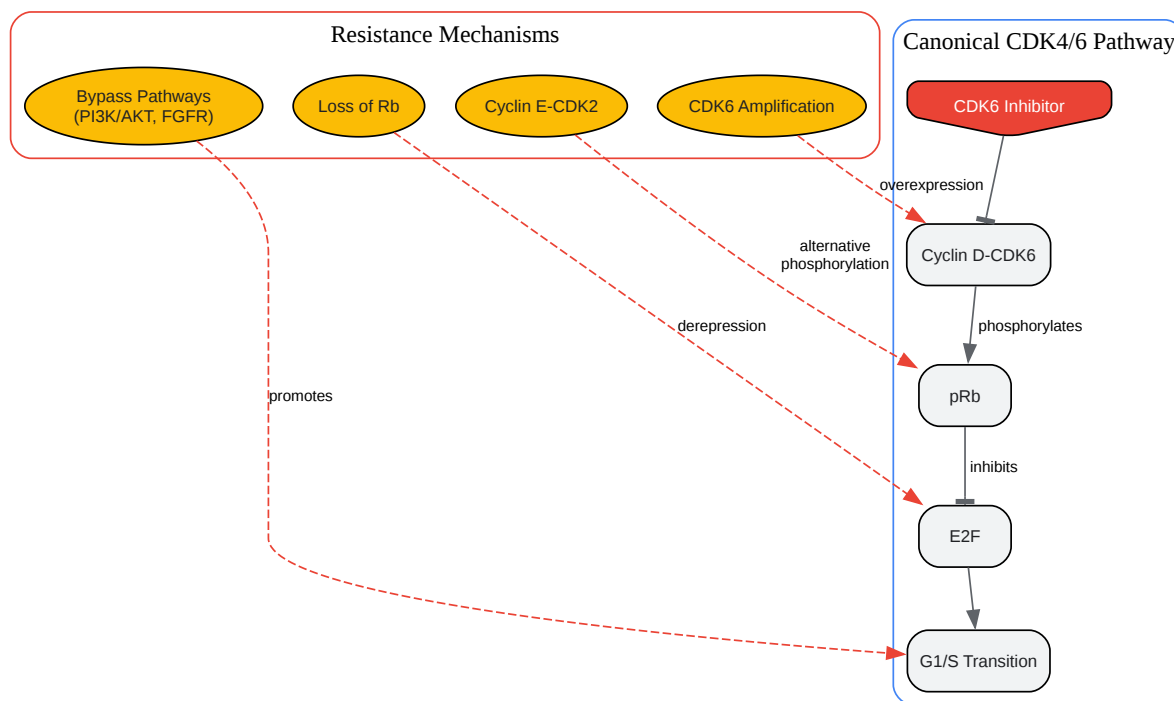 Resistance Mechanisms
Bypass Pathways
(PI3K/AKT, FGFR)
Loss of Rb
Cyclin E-CDK2
CDK6 Amplification
Canonical CDK4/6 Pathway
CDK6 Inhibitor
overexpression
Cyclin D-CDK6
alternative
phosphorylation
phosphorylates
derepression
pRb
promotes
inhibits
E2F
G1/S Transition